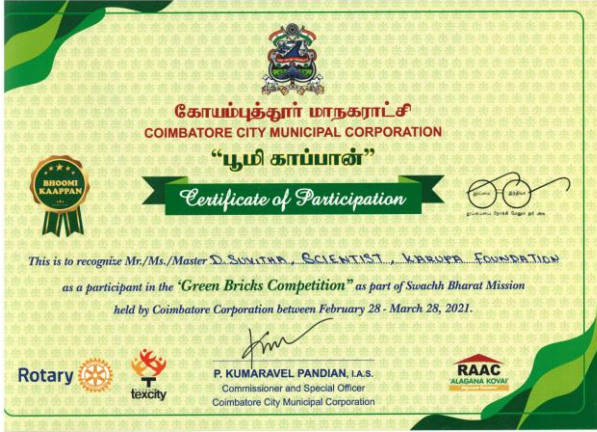 கோயம்புத்தூர் மாநகராட்சி
COIMBATORE CITY MUNICIPAL CORPORATION
“பூமி காப்பான்”
BHOOMI
KAAPPAN
Certificate of Participation
தூய்மை இந்தியா
தூய்மையை நோக்கி மேலும் ஓர் அடி
This is to recognize Mr./Ms./Master D. SUVITHA, SCIENTIST, KARUPA FOUNDATION
as a participant in the ‘Green Bricks Competition” as part of Swachh Bharat Mission
held by Coimbatore Corporation between February 28 - March 28, 2021.
P. KUMARAVEL PANDIAN, I.A.S.
Commissioner and Special Officer
Coimbatore City Municipal Corporation
Rotary
texcity
RAAC
'ALAGANA KOVAI'